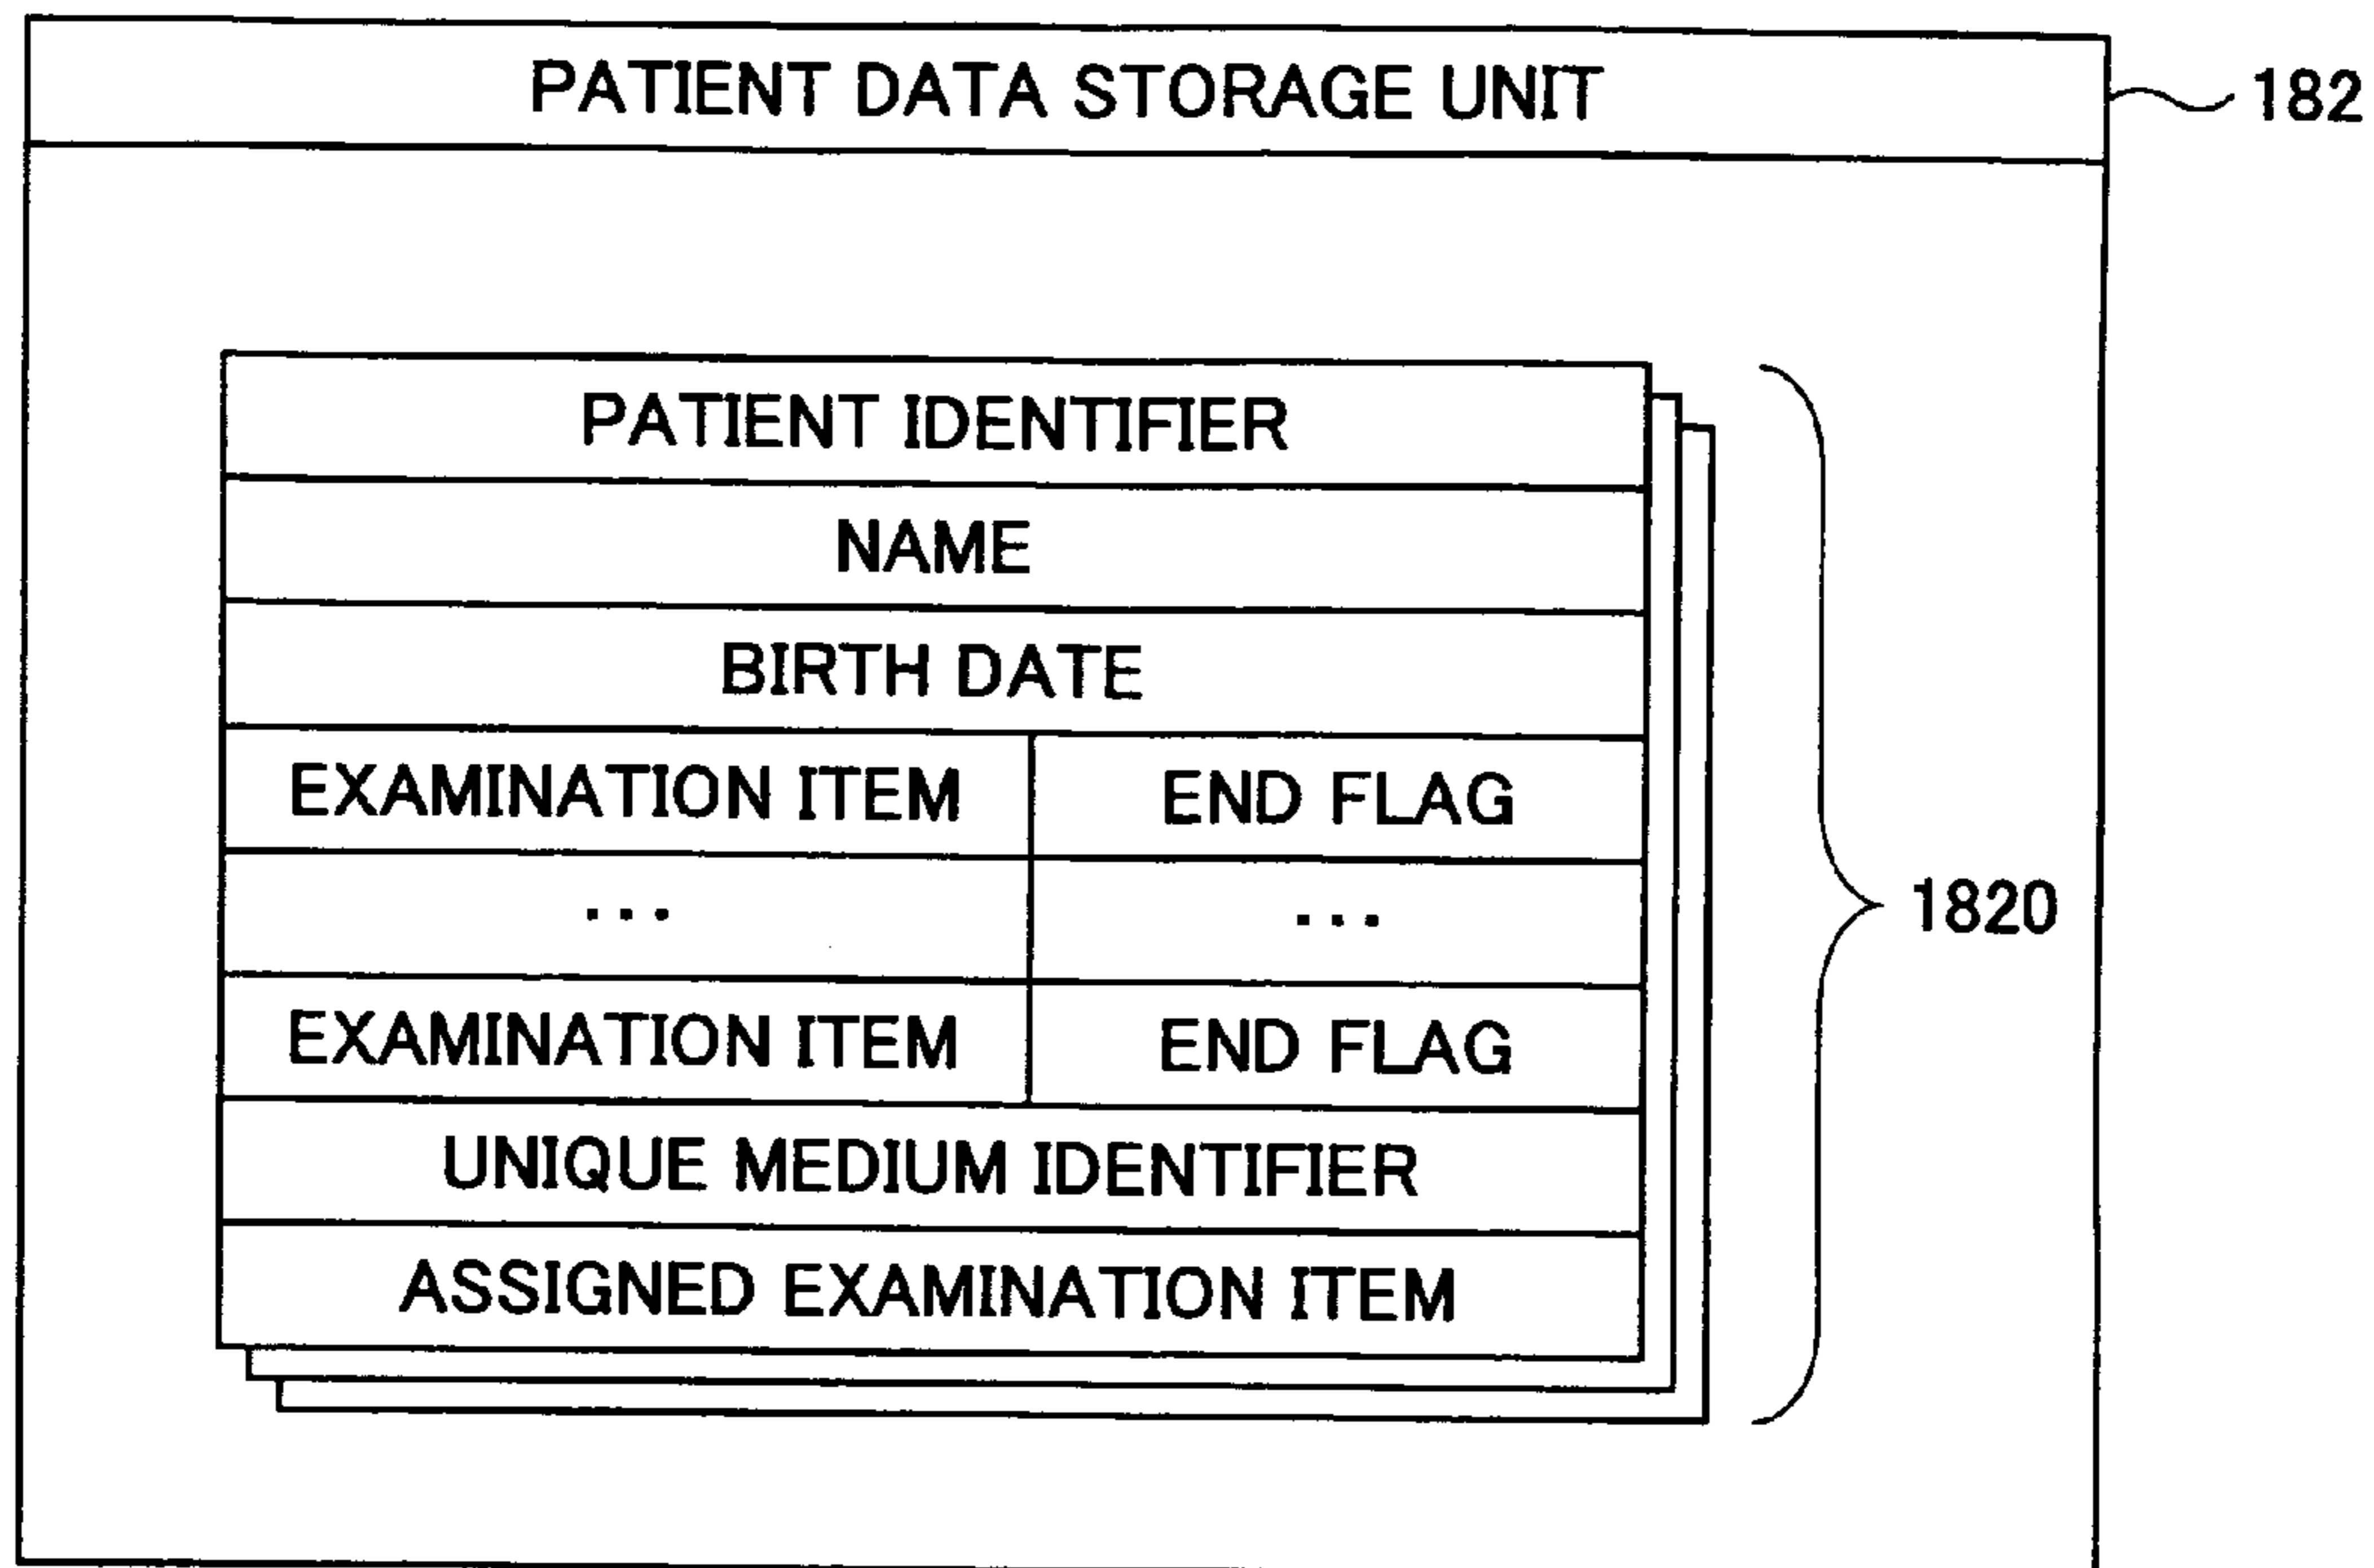 PATIENT DATA STORAGE UNIT 182
PATIENT IDENTIFIER
NAME
BIRTH DATE
EXAMINATION ITEM END FLAG
... ...
1820
EXAMINATION ITEM END FLAG
UNIQUE MEDIUM IDENTIFIER
ASSIGNED EXAMINATION ITEM